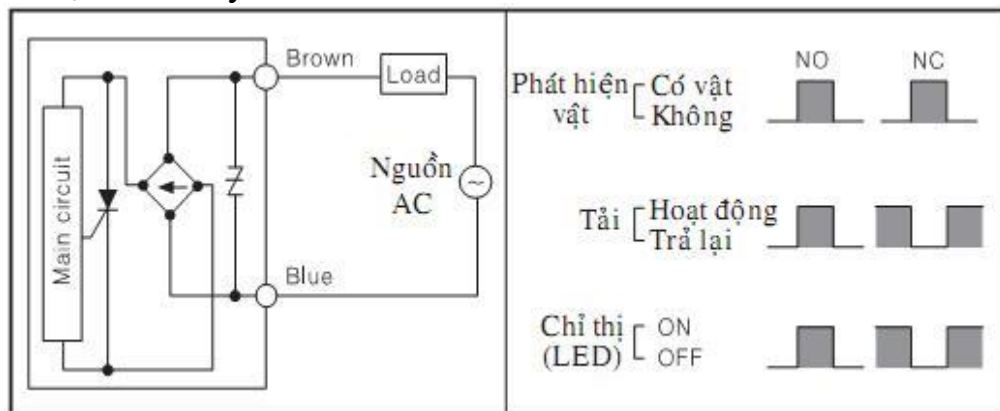 Brown
Load
Main circuit
Nguồn
AC
Blue
NO NC
Phát hiện
vật
Có vật
Không
Tải
Hoạt động
Trả lại
Chỉ thị
(LED)
ON
OFF